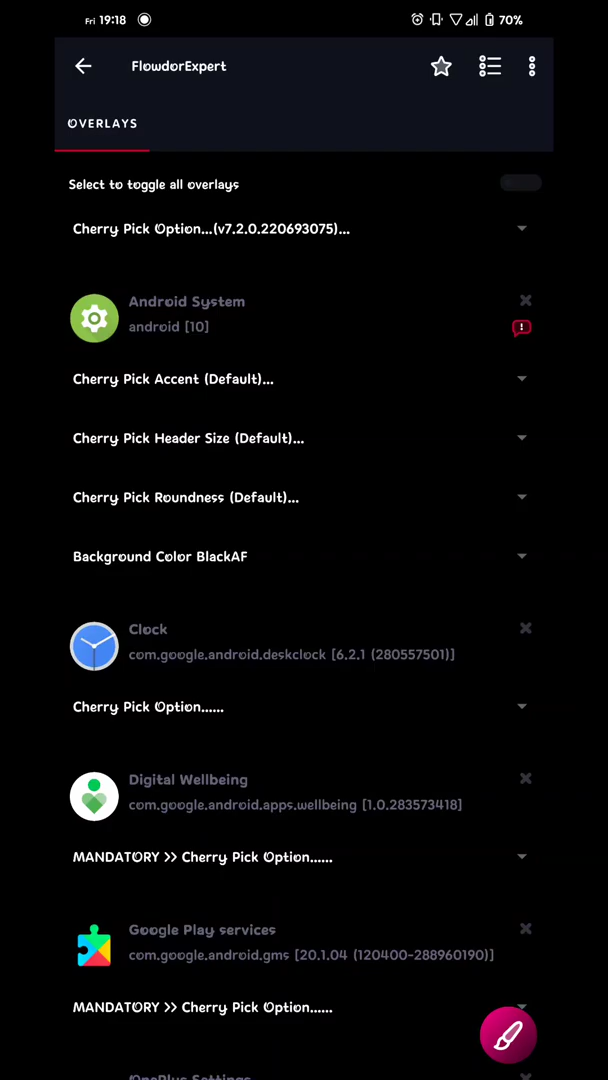 Fri 19:18
70%
FlowdorExpert
OVERLAYS
Select to toggle all overlays
Cherry Pick Option...(v7.2.0.220693075)...
Android System
android [10]
Cherry Pick Accent (Default)...
Cherry Pick Header Size (Default)...
Cherry Pick Roundness (Default)...
Background Color BlackAF
Clock
com.google.android.deskclock [6.2.1 (280557501)]
Cherry Pick Option......
Digital Wellbeing
com.google.android.apps.wellbeing [1.0.283573418]
MANDATORY >> Cherry Pick Option......
Google Play services
com.google.android.gms [20.1.04 (120400-288960190)]
MANDATORY >> Cherry Pick Option......
OnePlus Settings